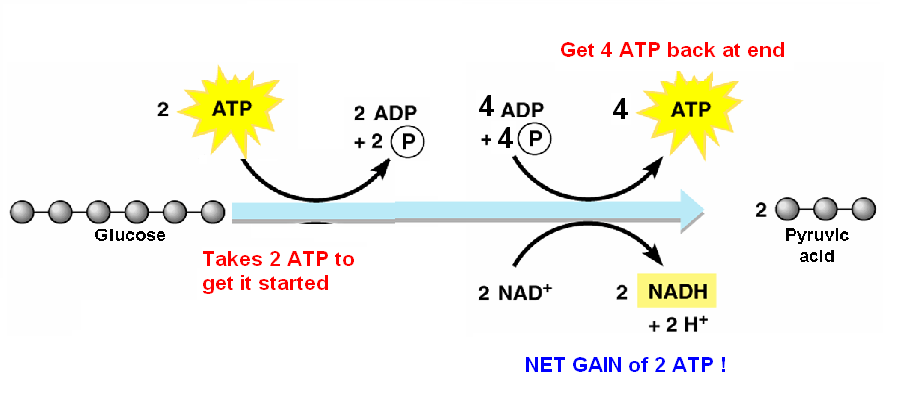 Get 4 ATP back at end
2 ATP
2 ADP
+ 2 P
4 ADP
+ 4 P
4 ATP
Glucose
2
Pyruvic
acid
Takes 2 ATP to
get it started
2 NAD⁺
2 NADH
+ 2 H⁺
NET GAIN of 2 ATP !